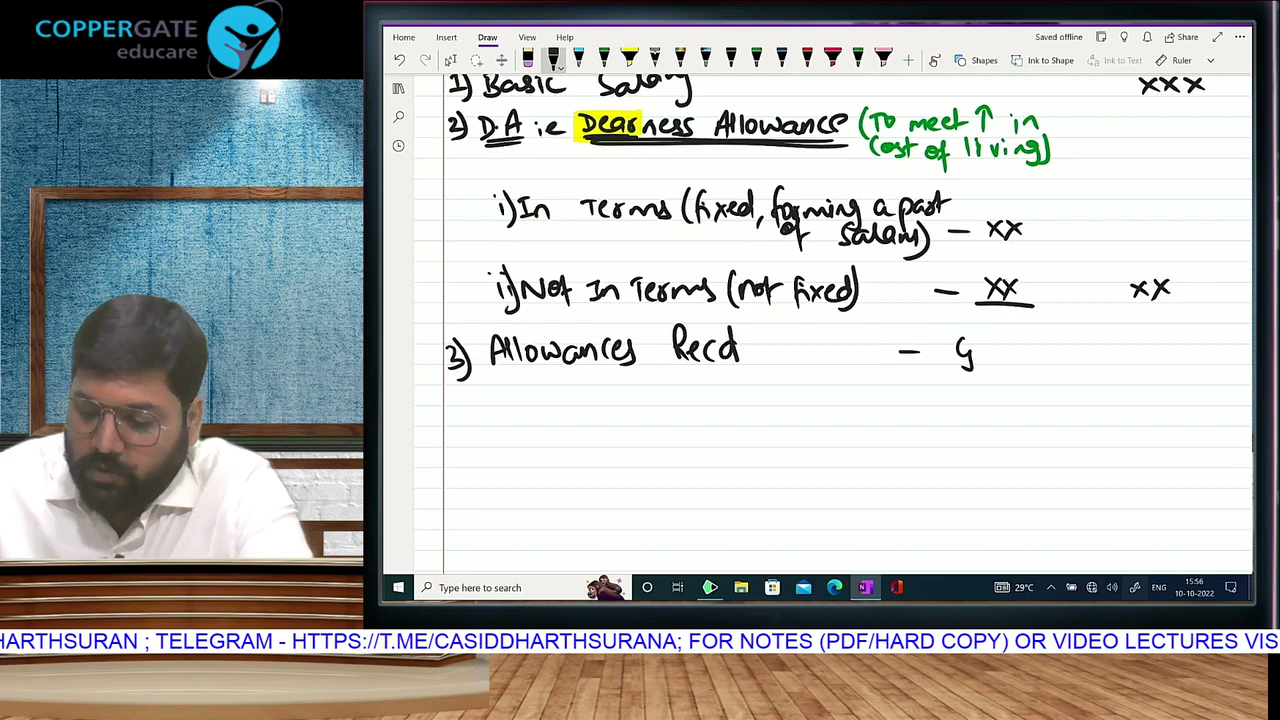 COPPERGATE
educare
Home Insert Draw View Help
Saved offline
Share
Shapes
Ink to Shape
Ink to Text
Ruler
1) Basic Salary XXX
2) D.A ie Dearness Allowance (To meet ↑ in
cost of living)
i) In Terms (fixed, forming a part
of salary) – XX
ii) Not In Terms (not fixed) – XX XX
3) Allowances Recd – G
Type here to search
29°C
ENG
15:56
10-10-2022
HARTHSURAN ; TELEGRAM - HTTPS://T.ME/CASIDDHARTHSURANA; FOR NOTES (PDF/HARD COPY) OR VIDEO LECTURES VIS